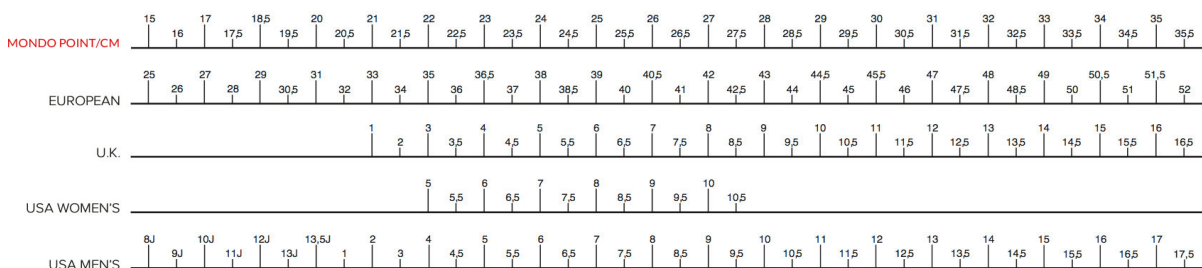 15 17 18,5 20 21 22 23 24 25 26 27 28 29 30 31 32 33 34 35
MONDO POINT/CM 16 17,5 19,5 20,5 21,5 22,5 23,5 24,5 25,5 26,5 27,5 28,5 29,5 30,5 31,5 32,5 33,5 34,5 35,5
25 27 29 31 33 35 36,5 38 39 40,5 42 43 44,5 45,5 47 48 49 50,5 51,5
EUROPEAN 26 28 30,5 32 34 36 37 38,5 40 41 42,5 44 45 46 47,5 48,5 50 51 52
1 3 4 5 6 7 8 9 10 11 12 13 14 15 16
U.K. 2 3,5 4,5 5,5 6,5 7,5 8,5 9,5 10,5 11,5 12,5 13,5 14,5 15,5 16,5
5 6 7 8 9 10
USA WOMEN'S 5,5 6,5 7,5 8,5 9,5 10,5
8J 10J 12J 13,5J 2 4 5 6 7 8 9 10 11 12 13 14 15 16 17
USA MEN'S 9J 11J 13J 1 3 4,5 5,5 6,5 7,5 8,5 9,5 10,5 11,5 12,5 13,5 14,5 15,5 16,5 17,5